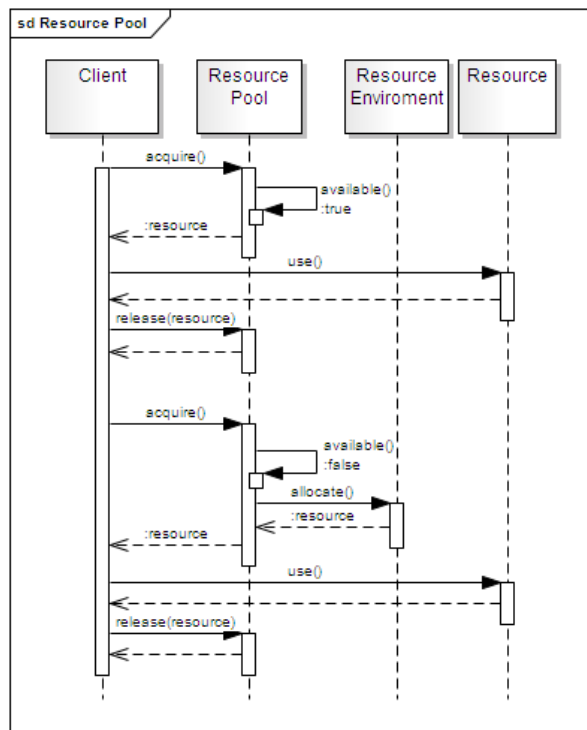 sd Resource Pool
Client
Resource
Pool
Resource
Enviroment
Resource
acquire()
available()
:true
:resource
use()
release(resource)
acquire()
available()
:false
allocate()
:resource
:resource
use()
release(resource)